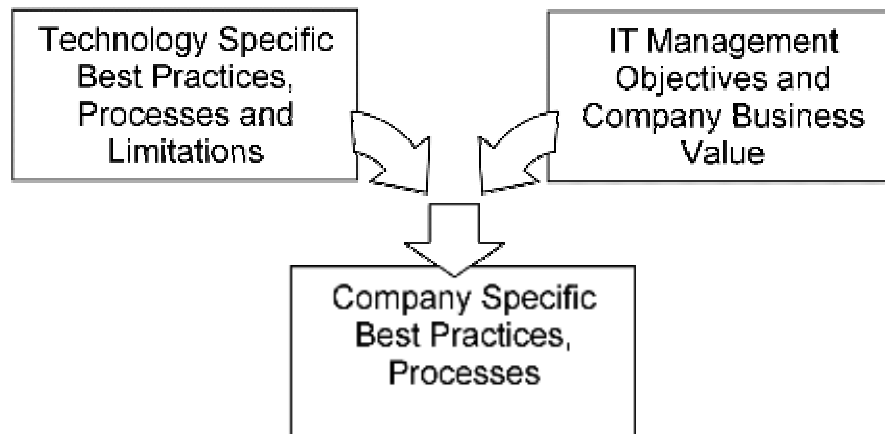 Technology Specific
Best Practices,
Processes and
Limitations
IT Management
Objectives and
Company Business
Value
Company Specific
Best Practices,
Processes